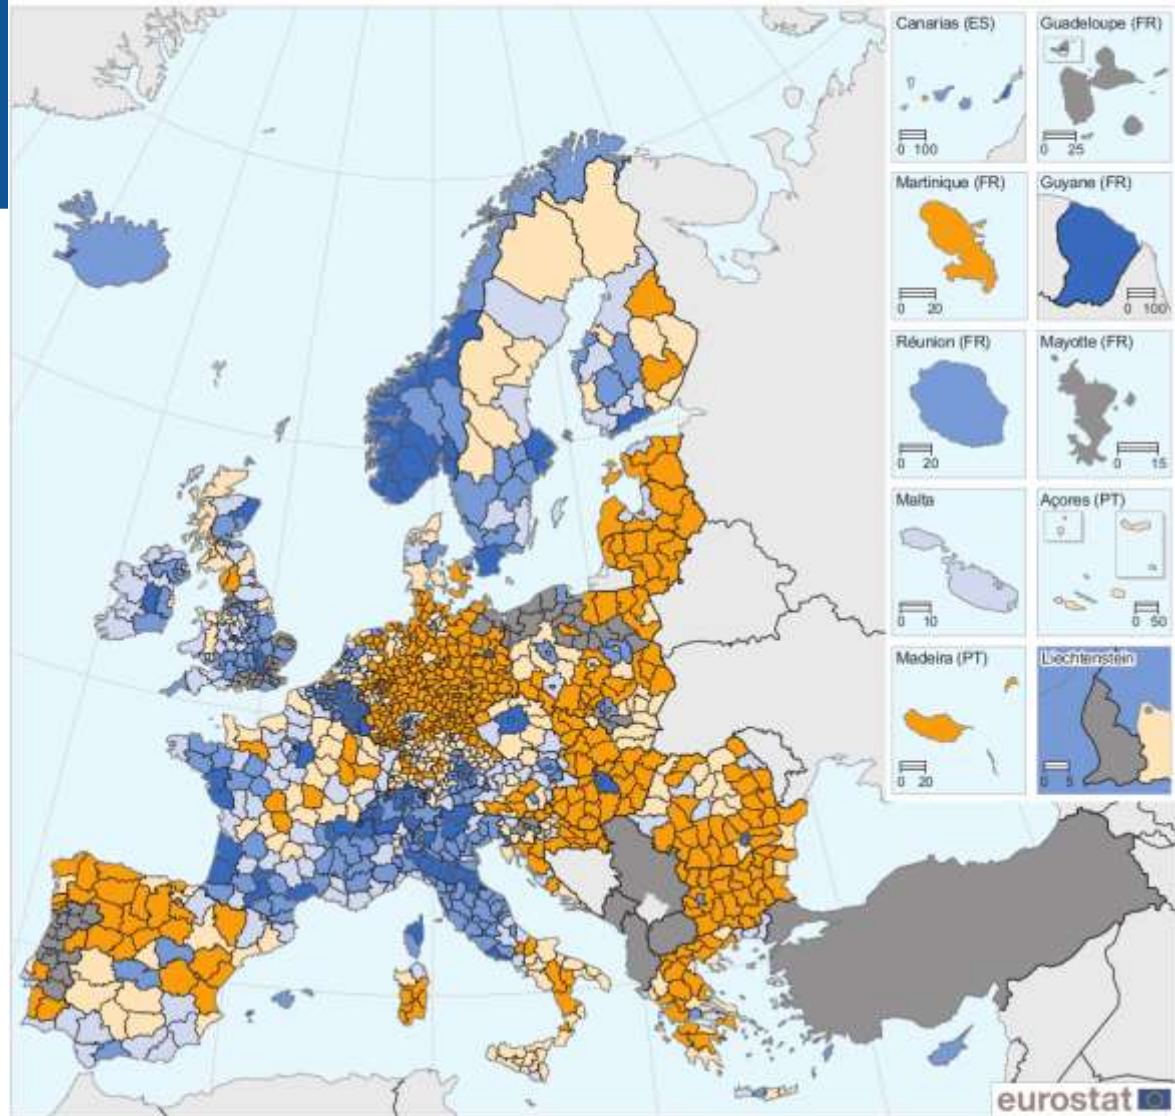 Canarias (ES)
0 100
Guadeloupe (FR)
0 25
Martinique (FR)
0 20
Guyane (FR)
0 100
Réunion (FR)
0 20
Mayotte (FR)
0 15
Malta
0 10
Açores (PT)
0 50
Madeira (PT)
0 20
Liechtenstein
0 5
eurostat